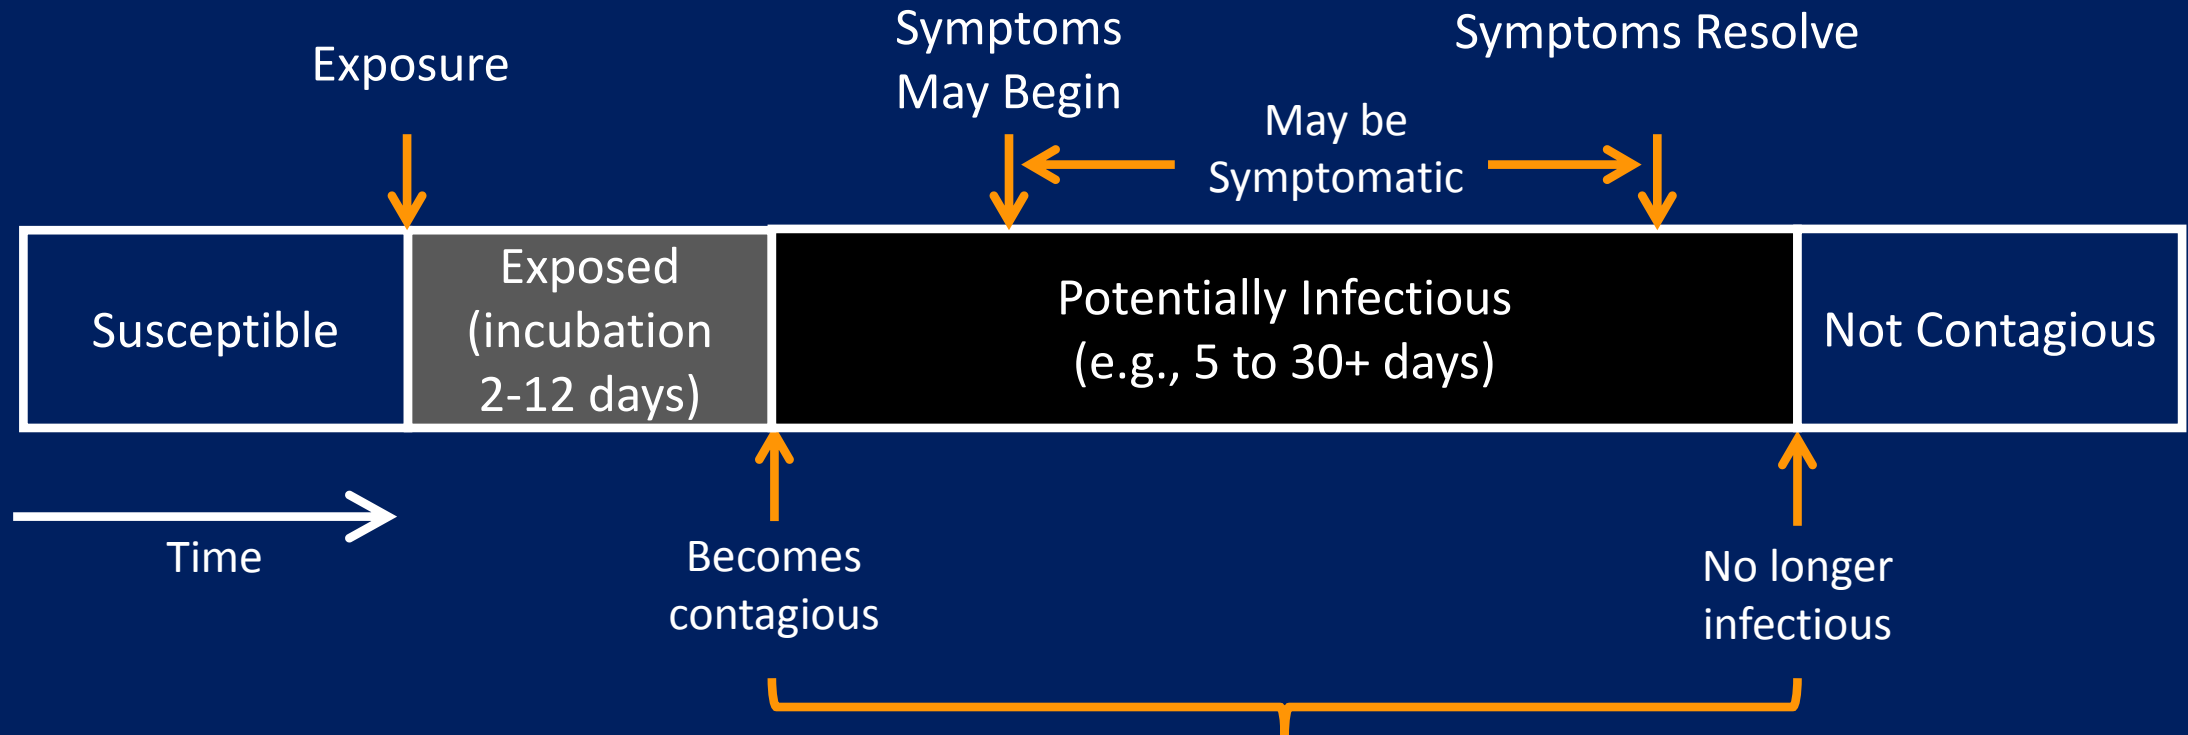 Exposure
Symptoms
May Begin
Symptoms Resolve
May be
Symptomatic
Susceptible
Exposed
(incubation
2-12 days)
Potentially Infectious
(e.g., 5 to 30+ days)
Not Contagious
Time
Becomes
contagious
No longer
infectious